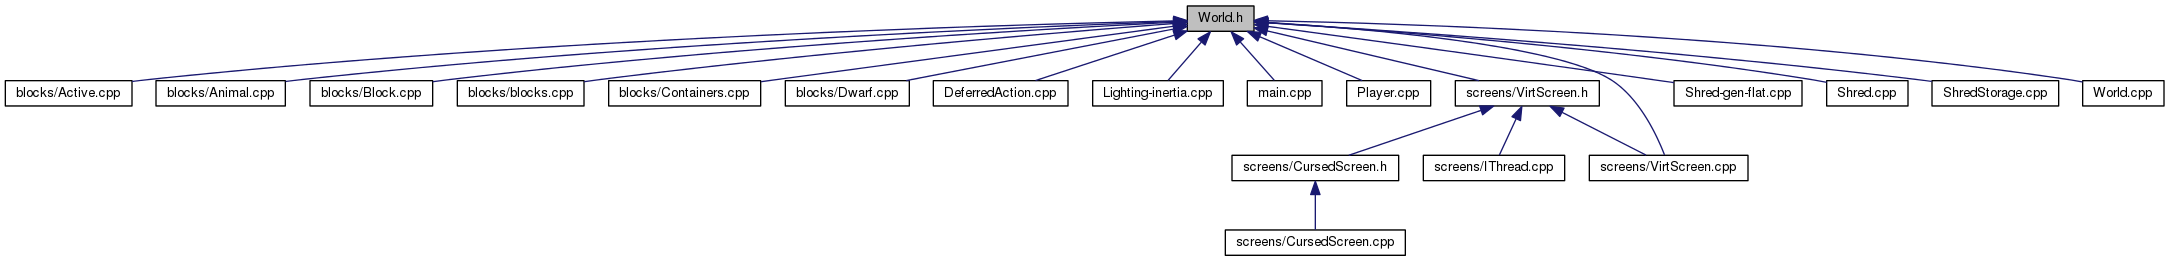 World.h
blocks/Active.cpp
blocks/Animal.cpp
blocks/Block.cpp
blocks/blocks.cpp
blocks/Containers.cpp
blocks/Dwarf.cpp
DeferredAction.cpp
Lighting-inertia.cpp
main.cpp
Player.cpp
screens/VirtScreen.h
Shred-gen-flat.cpp
Shred.cpp
ShredStorage.cpp
World.cpp
screens/CursedScreen.h
screens/IThread.cpp
screens/VirtScreen.cpp
screens/CursedScreen.cpp